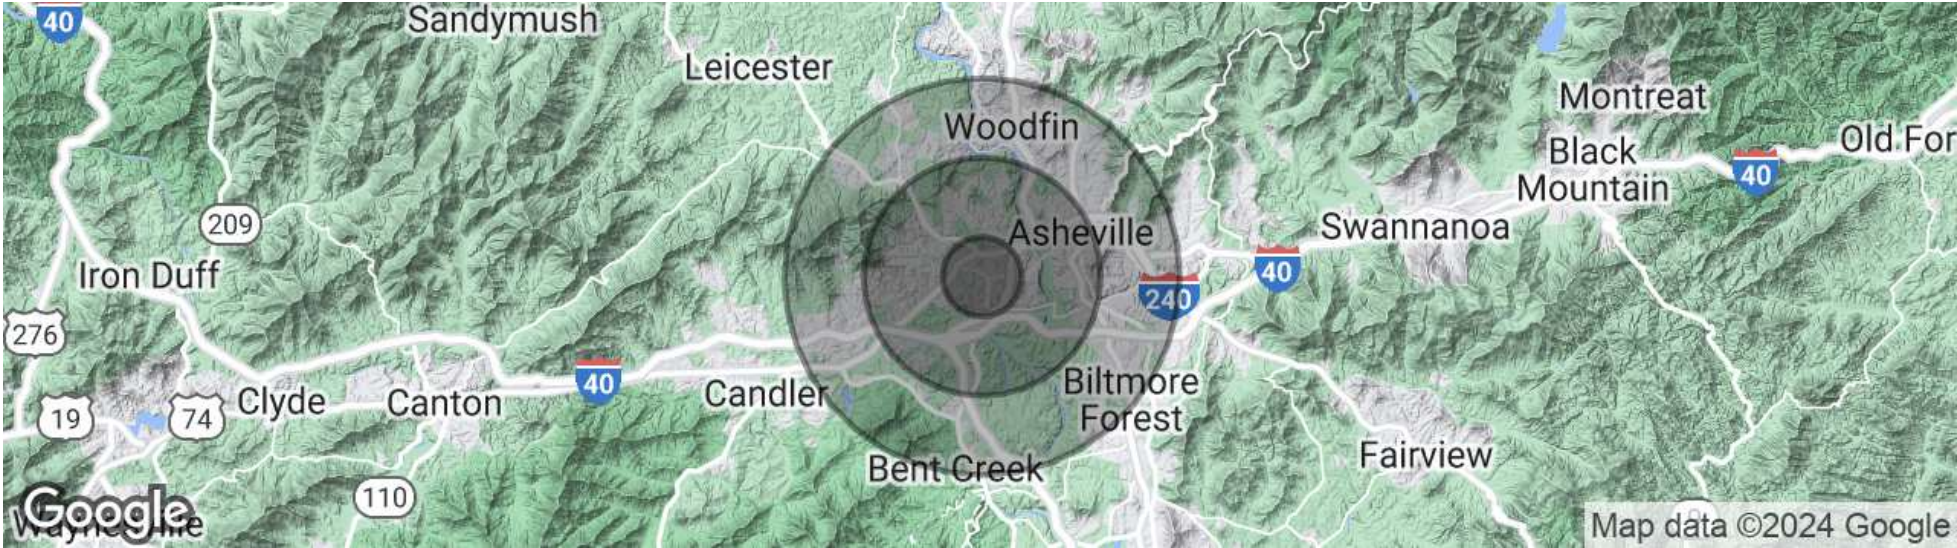 40
Sandymush
Leicester
Montreat
Woodfin
Old For
Black
Mountain
40
209
Asheville
Swannanoa
Iron Duff
40
240
276
40
Candler
Biltmore
Forest
19
74
Clyde
Canton
Fairview
Bent Creek
110
Google
Waynesville
Map data ©2024 Google